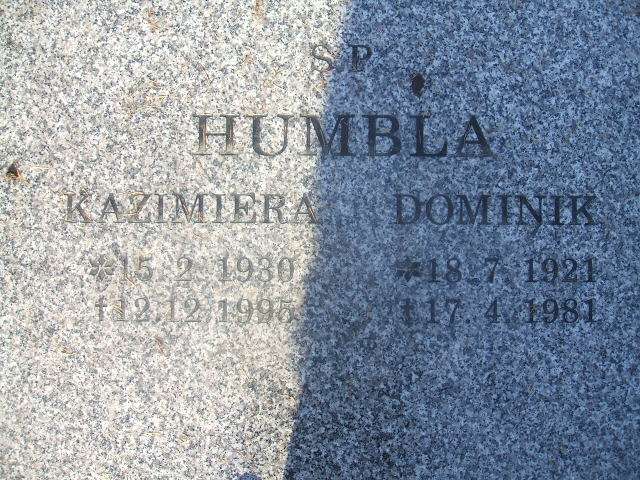 S.P.
HUMBLA
KAZIMIERA DOMINIK
*15.2.1930 *18.7.1921
†12.12.1995 †17.4.1981